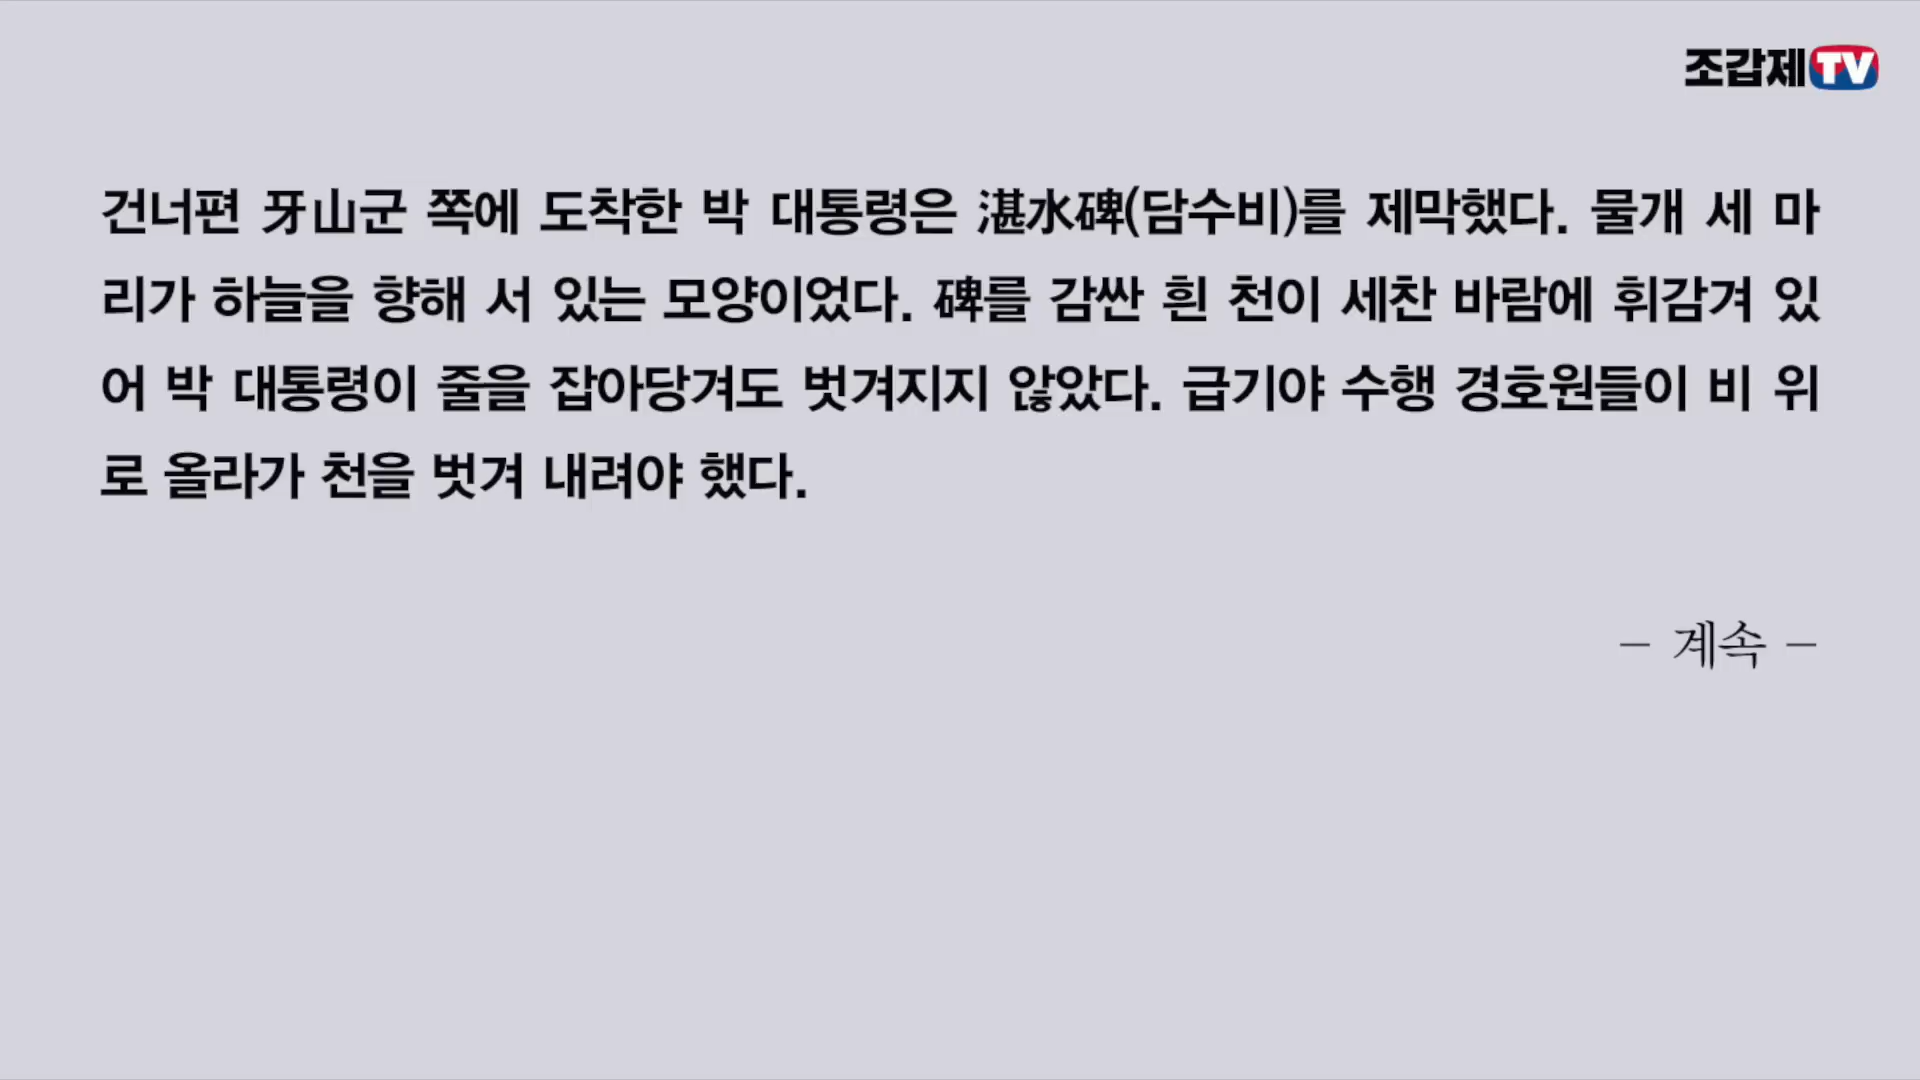 조갑제TV
건너편 牙山군 쪽에 도착한 박 대통령은 湛水碑(담수비)를 제막했다. 물개 세 마
리가 하늘을 향해 서 있는 모양이었다. 碑를 감싼 흰 천이 세찬 바람에 휘감겨 있
어 박 대통령이 줄을 잡아당겨도 벗겨지지 않았다. 급기야 수행 경호원들이 비 위
로 올라가 천을 벗겨 내려야 했다.
– 계속 –